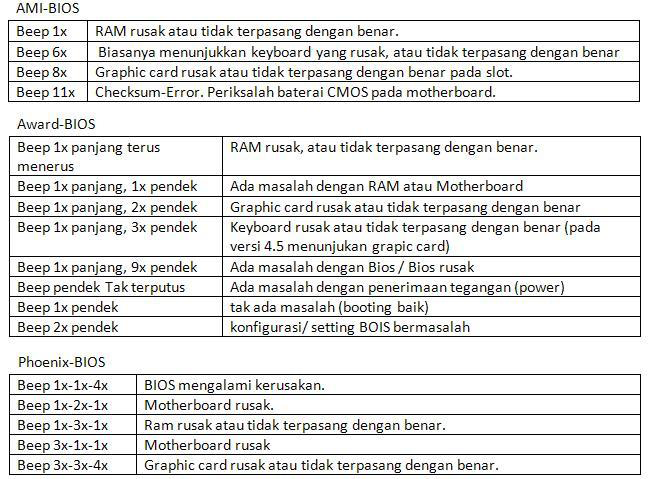 AMI-BIOS
Beep 1x RAM rusak atau tidak terpasang dengan benar.
Beep 6x Biasanya menunjukkan keyboard yang rusak, atau tidak terpasang dengan benar
Beep 8x Graphic card rusak atau tidak terpasang dengan benar pada slot.
Beep 11x Checksum-Error. Periksalah baterai CMOS pada motherboard.
Award-BIOS
Beep 1x panjang terus RAM rusak, atau tidak terpasang dengan benar.
menerus
Beep 1x panjang, 1x pendek Ada masalah dengan RAM atau Motherboard
Beep 1x panjang, 2x pendek Graphic card rusak atau tidak terpasang dengan benar
Beep 1x panjang, 3x pendek Keyboard rusak atau tidak terpasang dengan benar (pada
versi 4.5 menunjukan grapic card)
Beep 1x panjang, 9x pendek Ada masalah dengan Bios / Bios rusak
Beep pendek Tak terputus Ada masalah dengan penerimaan tegangan (power)
Beep 1x pendek tak ada masalah (booting baik)
Beep 2x pendek konfigurasi/ setting BOIS bermasalah
Phoenix-BIOS
Beep 1x-1x-4x BIOS mengalami kerusakan.
Beep 1x-2x-1x Motherboard rusak.
Beep 1x-3x-1x Ram rusak atau tidak terpasang dengan benar.
Beep 3x-1x-1x Motherboard rusak
Beep 3x-3x-4x Graphic card rusak atau tidak terpasang dengan benar.